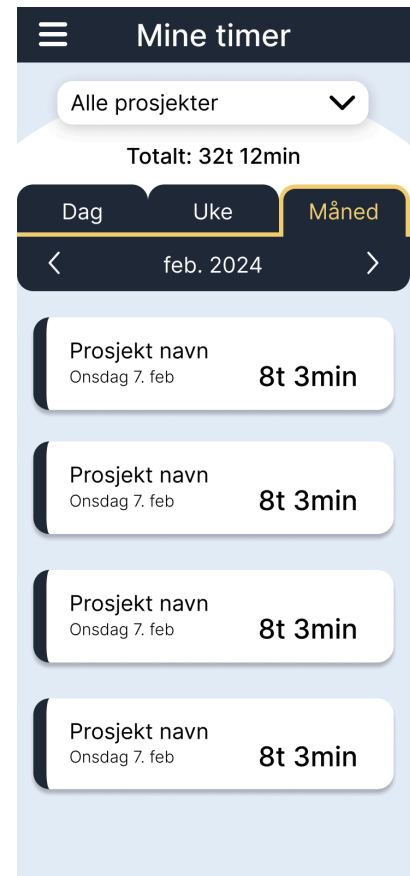 Mine timer
Alle prosjekter
Totalt: 32t 12min
Dag Uke Måned
feb. 2024
Prosjekt navn
Onsdag 7. feb 8t 3min
Prosjekt navn
Onsdag 7. feb 8t 3min
Prosjekt navn
Onsdag 7. feb 8t 3min
Prosjekt navn
Onsdag 7. feb 8t 3min